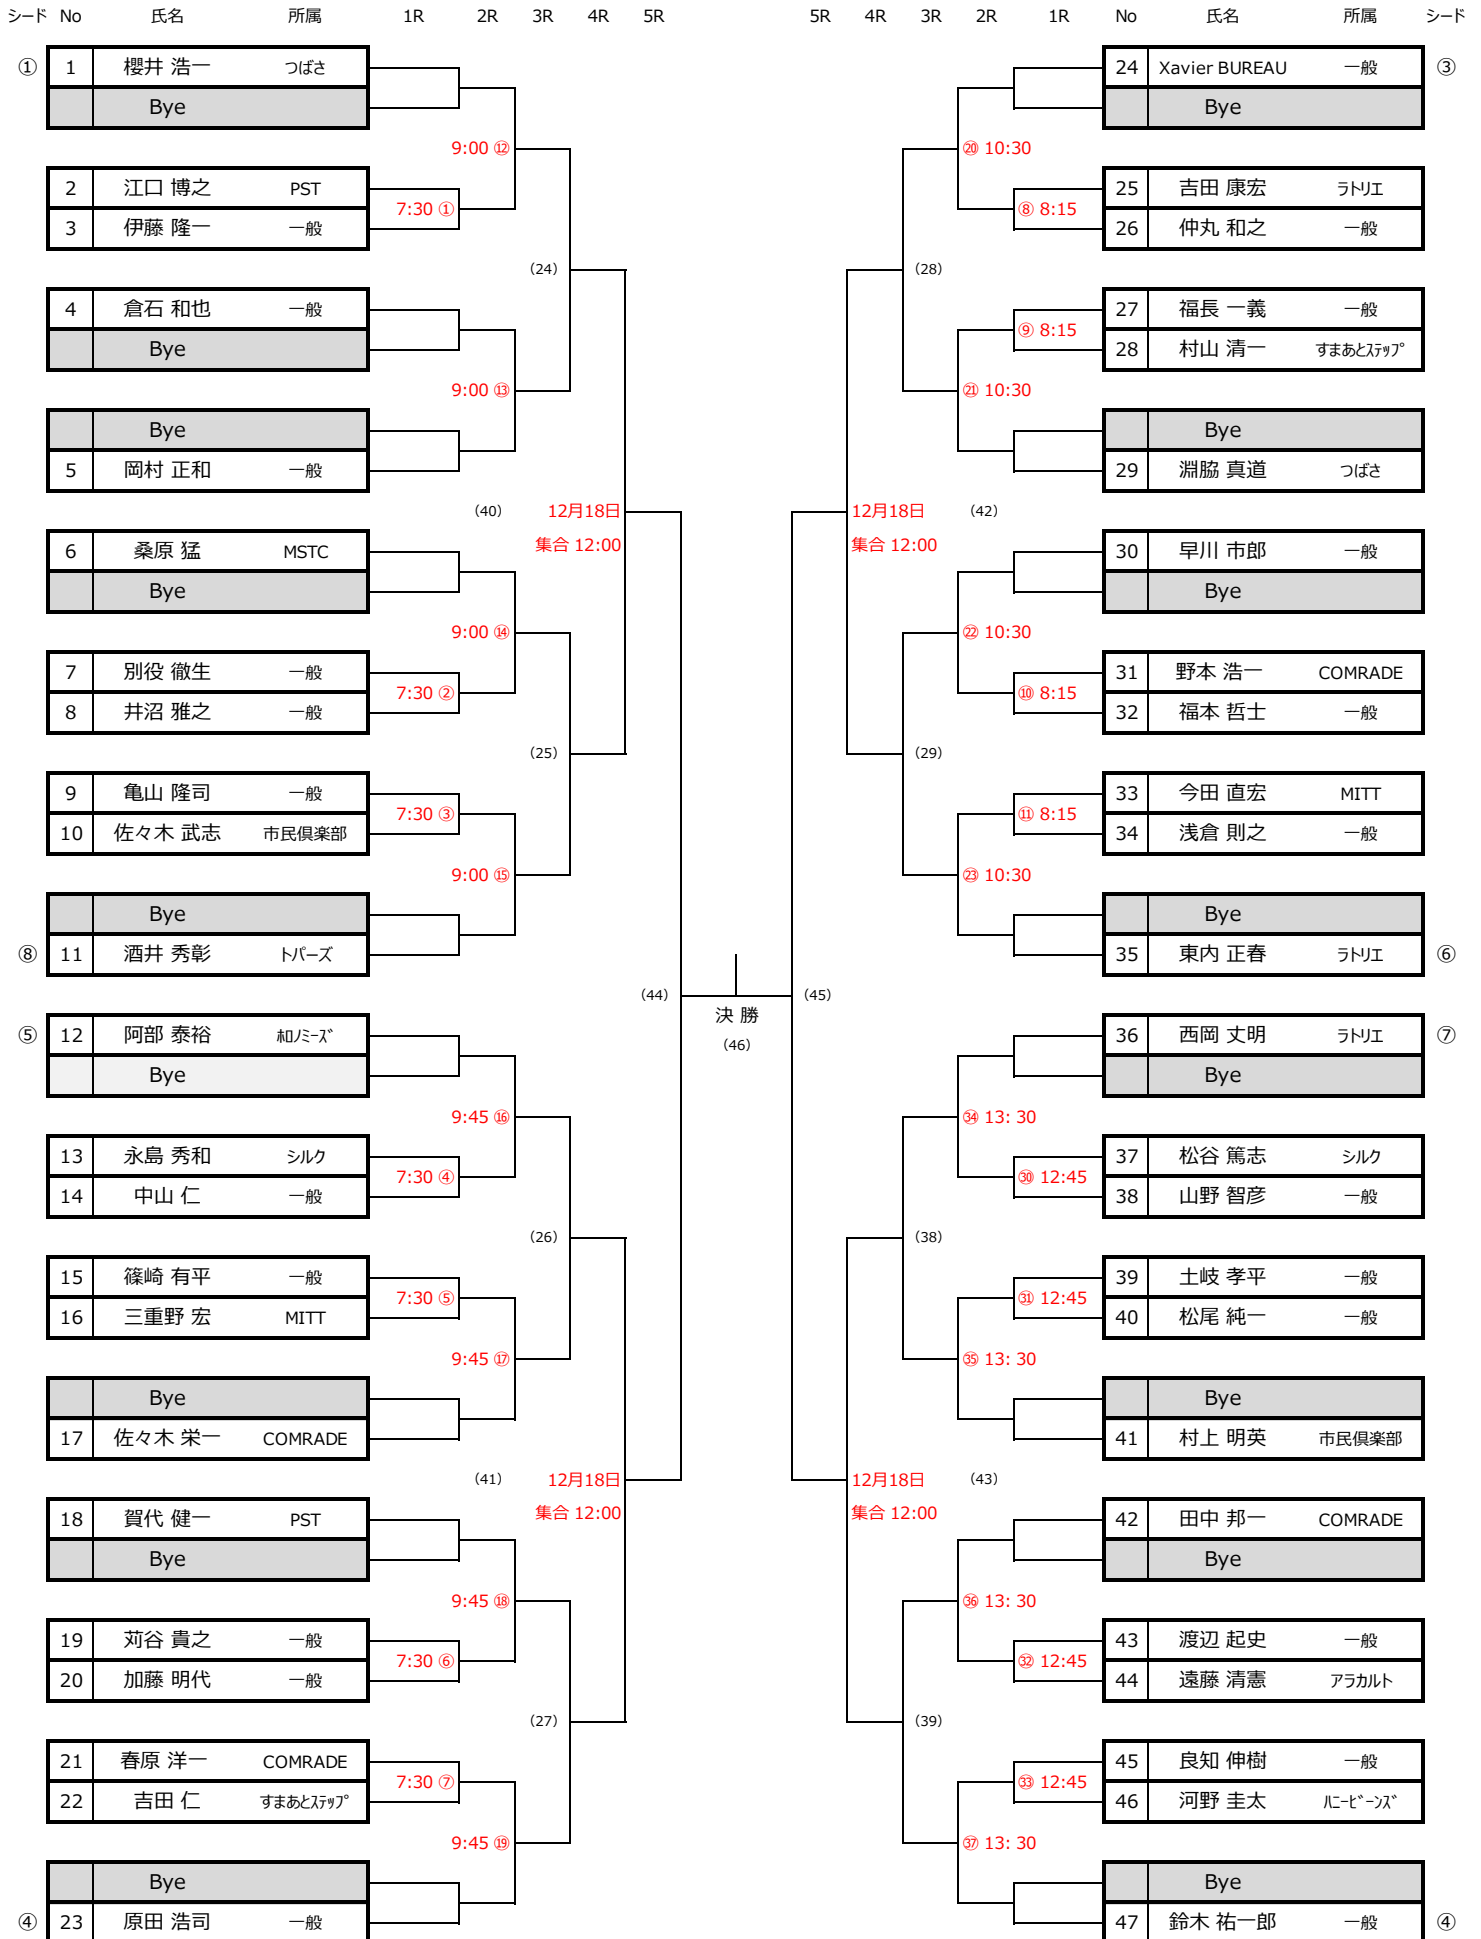 シード No 氏名 所属 1R 2R 3R 4R 5R 5R 4R 3R 2R 1R No 氏名 所属 シード
① 1 櫻井 浩一 つばさ 24 Xavier BUREAU 一般 ③
Bye Bye
9:00 ⑫ ⑳ 10:30
2 江口 博之 PST 25 吉田 康宏 ラトリエ
7:30 ① ⑧ 8:15
3 伊藤 隆一 一般 26 仲丸 和之 一般
(24) (28)
4 倉石 和也 一般 27 福長 一義 一般
⑨ 8:15
Bye 28 村山 清一 すまあとステップ
9:00 ⑬ ㉑ 10:30
Bye Bye
5 岡村 正和 一般 29 淵脇 真道 つばさ
(40) 12月18日 12月18日 (42)
集合 12:00 集合 12:00
6 桑原 猛 MSTC 30 早川 市郎 一般
Bye Bye
9:00 ⑭ ㉒ 10:30
7 別役 徹生 一般 31 野本 浩一 COMRADE
7:30 ② ⑩ 8:15
8 井沼 雅之 一般 32 福本 哲士 一般
(25) (29)
9 亀山 隆司 一般 33 今田 直宏 MITT
7:30 ③ ⑪ 8:15
10 佐々木 武志 市民倶楽部 34 浅倉 則之 一般
9:00 ⑮ ㉓ 10:30
Bye Bye
⑧ 11 酒井 秀彰 トパーズ 35 東内 正春 ラトリエ ⑥
(44) (45)
決 勝
(46)
⑤ 12 阿部 泰裕 36 西岡 丈明 ラトリエ ⑦
Bye Bye
9:45 ⑯ ㉞ 13: 30
13 永島 秀和 シルク 37 松谷 篤志 シルク
7:30 ④ ㉚ 12:45
14 中山 仁 一般 38 山野 智彦 一般
(26) (38)
15 篠崎 有平 一般 39 土岐 孝平 一般
7:30 ⑤ ㉛ 12:45
16 三重野 宏 MITT 40 松尾 純一 一般
9:45 ⑰ ㉟ 13: 30
Bye Bye
17 佐々木 栄一 COMRADE 41 村上 明英 市民倶楽部
(41) 12月18日 12月18日 (43)
集合 12:00 集合 12:00
18 賀代 健一 PST 42 田中 邦一 COMRADE
Bye Bye
9:45 ⑱ ㊱ 13: 30
19 苅谷 貴之 一般 43 渡辺 起史 一般
7:30 ⑥ ㉜ 12:45
20 加藤 明代 一般 44 遠藤 清憲 アラカルト
(27) (39)
21 春原 洋一 COMRADE 45 良知 伸樹 一般
7:30 ⑦ ㉝ 12:45
22 吉田 仁 すまあとステップ 46 河野 圭太 ハニービーンズ
9:45 ⑲ ㊲ 13: 30
Bye Bye
④ 23 原田 浩司 一般 47 鈴木 祐一郎 一般 ④